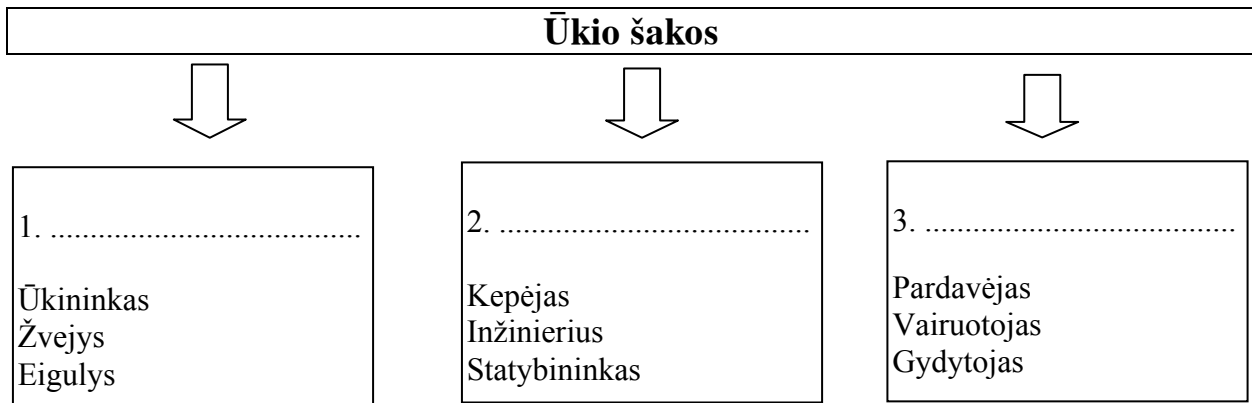 Ūkio šakos
1. .................................
Ūkininkas
Žvejys
Eigulys
2. .................................
Kepėjas
Inžinierius
Statybininkas
3. .................................
Pardavėjas
Vairuotojas
Gydytojas